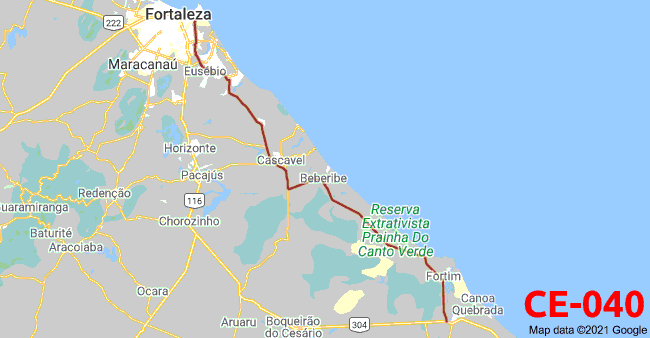 Fortaleza
222
Maracanaú
Eusébio
Horizonte
Cascavel
Pacajús
Beberibe
Redenção
116
Guaramiranga
Chorozinho
Reserva
Extrativista
Prainha Do
Canto Verde
Baturité
Aracoiaba
Fortim
Ocara
Canoa
Quebrada
CE-040
Aruaru
Boqueirão
do Cesário
304
Map data ©2021 Google